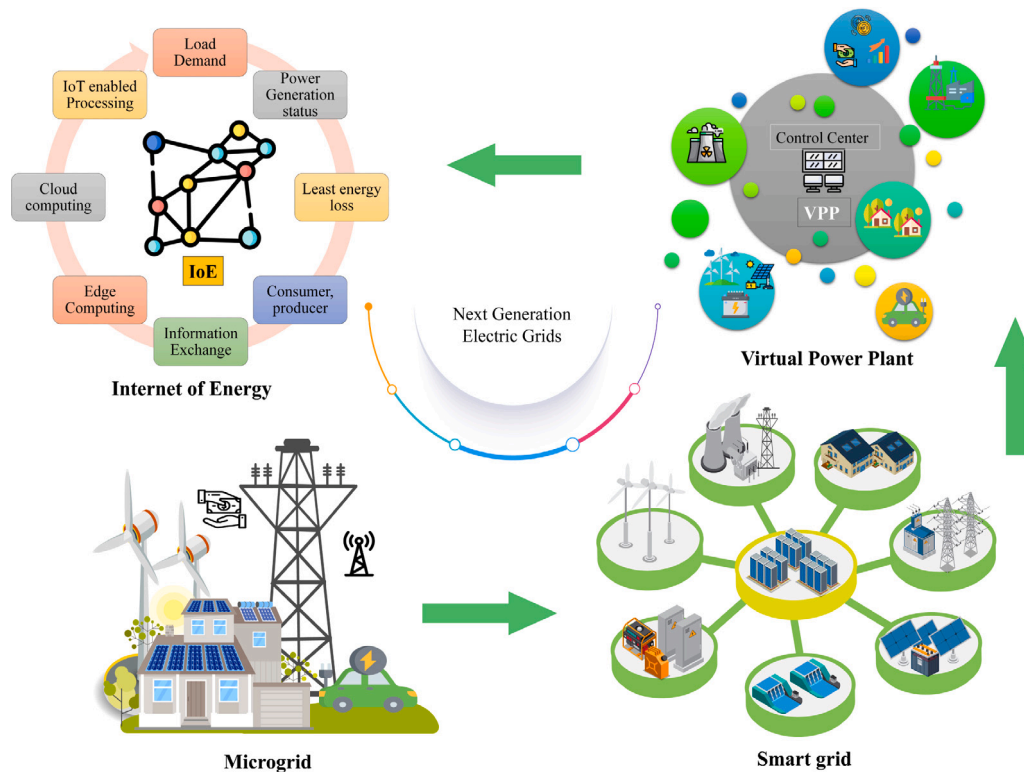 Load
Demand
IoT enabled
Processing
Power
Generation
status
Cloud
computing
Least energy
loss
IoE
Edge
Computing
Consumer,
producer
Information
Exchange
Internet of Energy
Control Center
VPP
Virtual Power Plant
Next Generation
Electric Grids
Microgrid
Smart grid